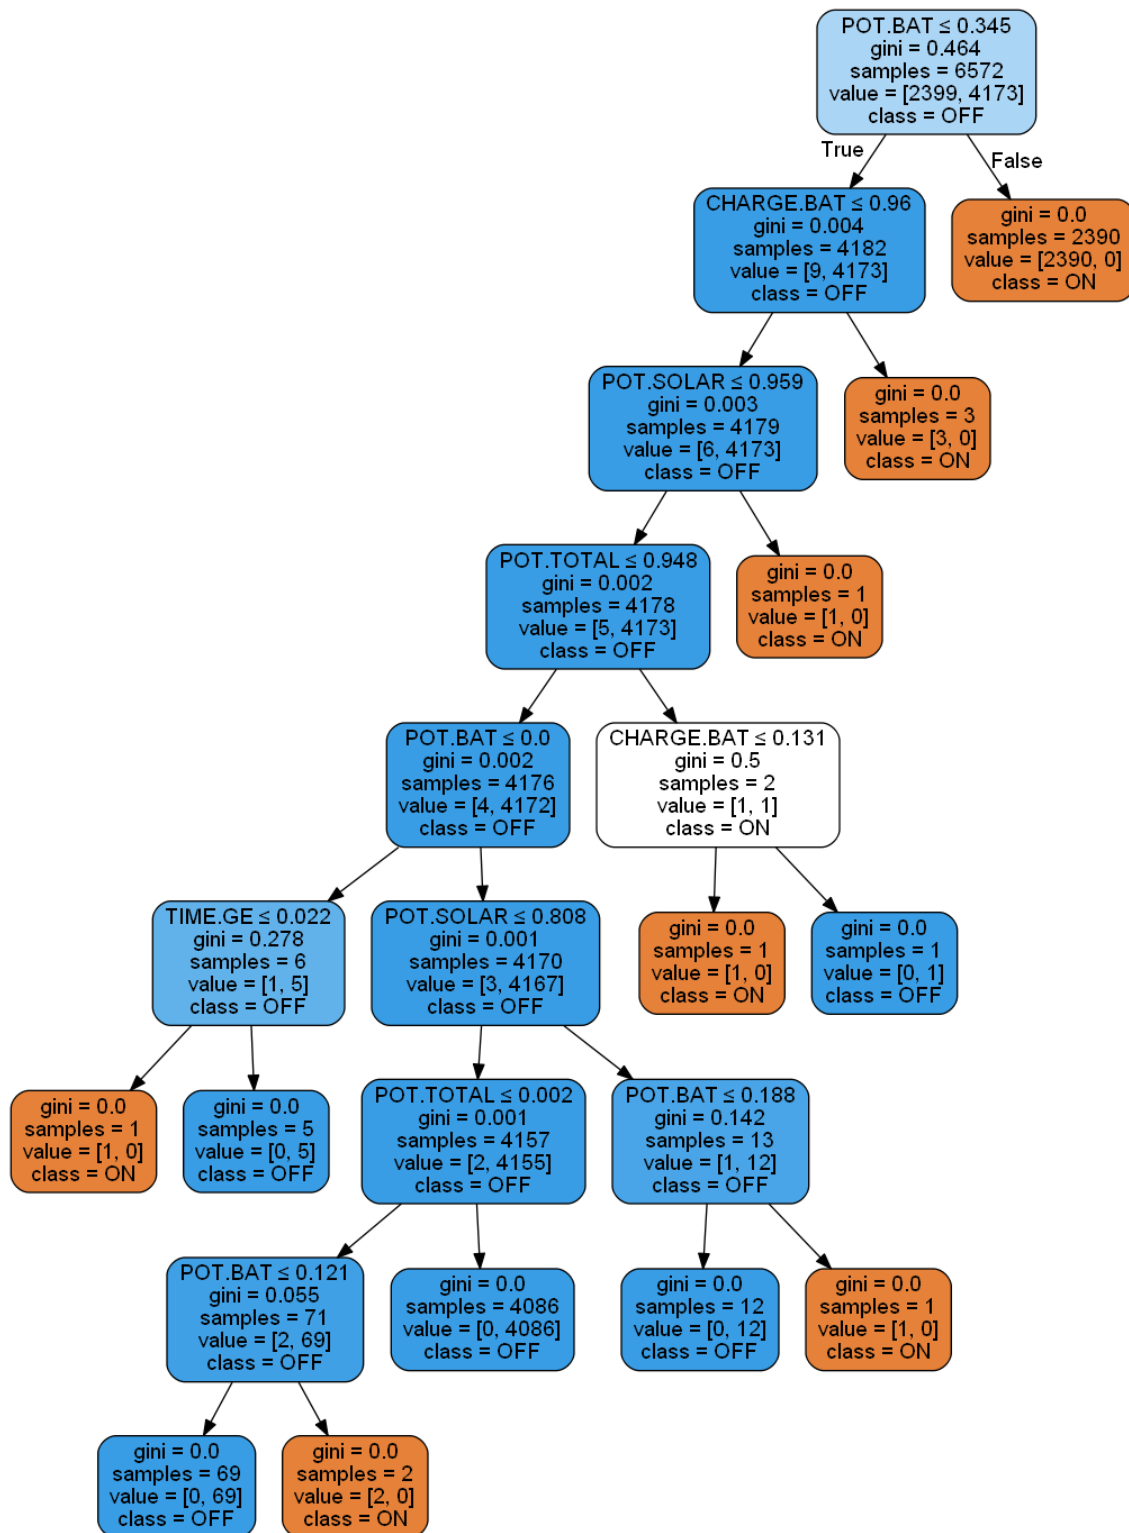 POT.BAT ≤ 0.345
gini = 0.464
samples = 6572
value = [2399, 4173]
class = OFF
True
False
CHARGE.BAT ≤ 0.96
gini = 0.004
samples = 4182
value = [9, 4173]
class = OFF
gini = 0.0
samples = 2390
value = [2390, 0]
class = ON
POT.SOLAR ≤ 0.959
gini = 0.003
samples = 4179
value = [6, 4173]
class = OFF
gini = 0.0
samples = 3
value = [3, 0]
class = ON
POT.TOTAL ≤ 0.948
gini = 0.002
samples = 4178
value = [5, 4173]
class = OFF
gini = 0.0
samples = 1
value = [1, 0]
class = ON
POT.BAT ≤ 0.0
gini = 0.002
samples = 4176
value = [4, 4172]
class = OFF
CHARGE.BAT ≤ 0.131
gini = 0.5
samples = 2
value = [1, 1]
class = ON
TIME.GE ≤ 0.022
gini = 0.278
samples = 6
value = [1, 5]
class = OFF
POT.SOLAR ≤ 0.808
gini = 0.001
samples = 4170
value = [3, 4167]
class = OFF
gini = 0.0
samples = 1
value = [1, 0]
class = ON
gini = 0.0
samples = 1
value = [0, 1]
class = OFF
gini = 0.0
samples = 1
value = [1, 0]
class = ON
gini = 0.0
samples = 5
value = [0, 5]
class = OFF
POT.TOTAL ≤ 0.002
gini = 0.001
samples = 4157
value = [2, 4155]
class = OFF
POT.BAT ≤ 0.188
gini = 0.142
samples = 13
value = [1, 12]
class = OFF
POT.BAT ≤ 0.121
gini = 0.055
samples = 71
value = [2, 69]
class = OFF
gini = 0.0
samples = 4086
value = [0, 4086]
class = OFF
gini = 0.0
samples = 12
value = [0, 12]
class = OFF
gini = 0.0
samples = 1
value = [1, 0]
class = ON
gini = 0.0
samples = 69
value = [0, 69]
class = OFF
gini = 0.0
samples = 2
value = [2, 0]
class = ON